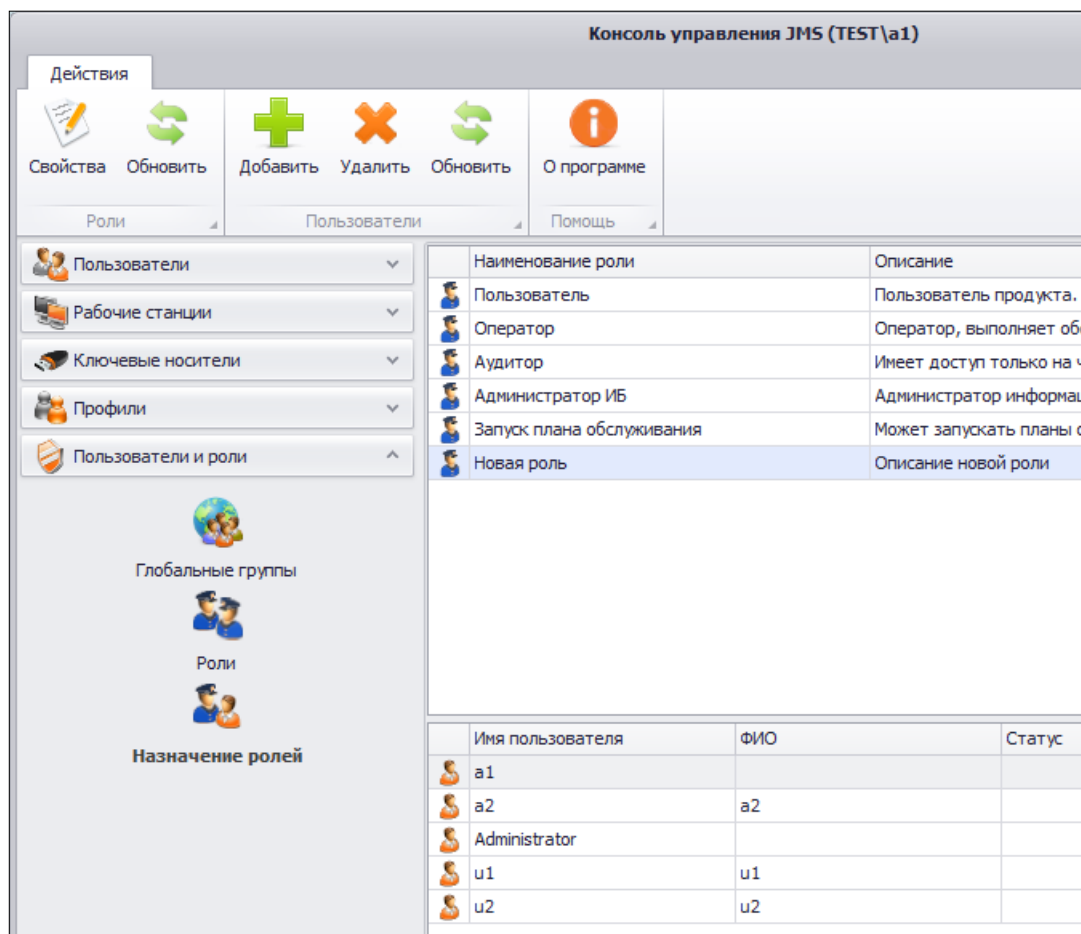 Консоль управления JMS (TEST\a1)
Действия
Свойства Обновить Добавить Удалить Обновить О программе
Роли Пользователи Помощь
Пользователи
Рабочие станции
Ключевые носители
Профили
Пользователи и роли
Глобальные группы
Роли
Назначение ролей
Наименование роли Описание
Пользователь Пользователь продукта.
Оператор Оператор, выполняет об
Аудитор Имеет доступ только на ч
Администратор ИБ Администратор информац
Запуск плана обслуживания Может запускать планы о
Новая роль Описание новой роли
Имя пользователя ФИО Статус
a1
a2 a2
Administrator
u1 u1
u2 u2